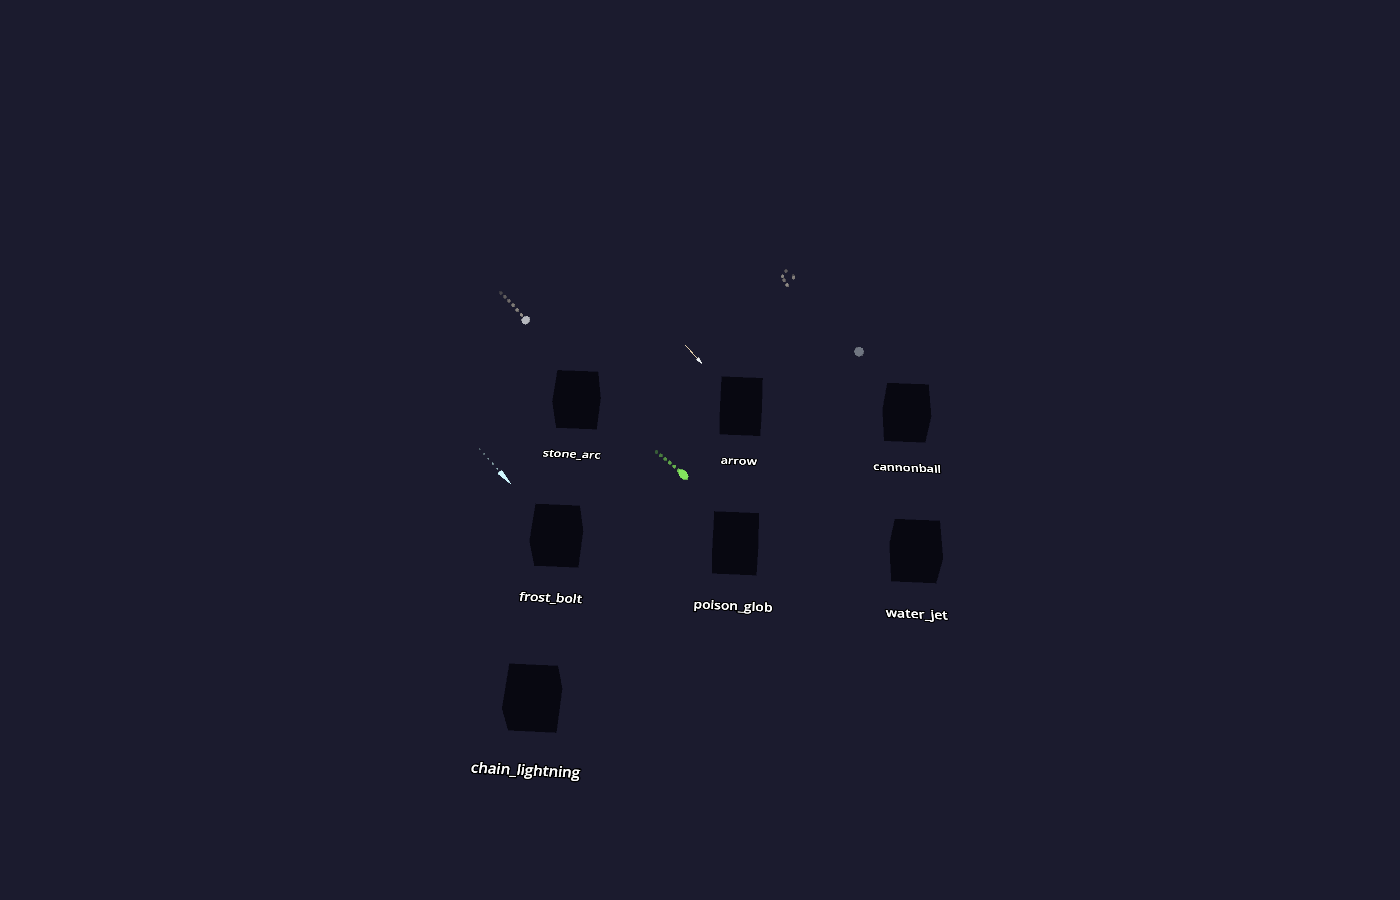 stone_arc
arrow
cannonball
frost_bolt
poison_glob
water_jet
chain_lightning